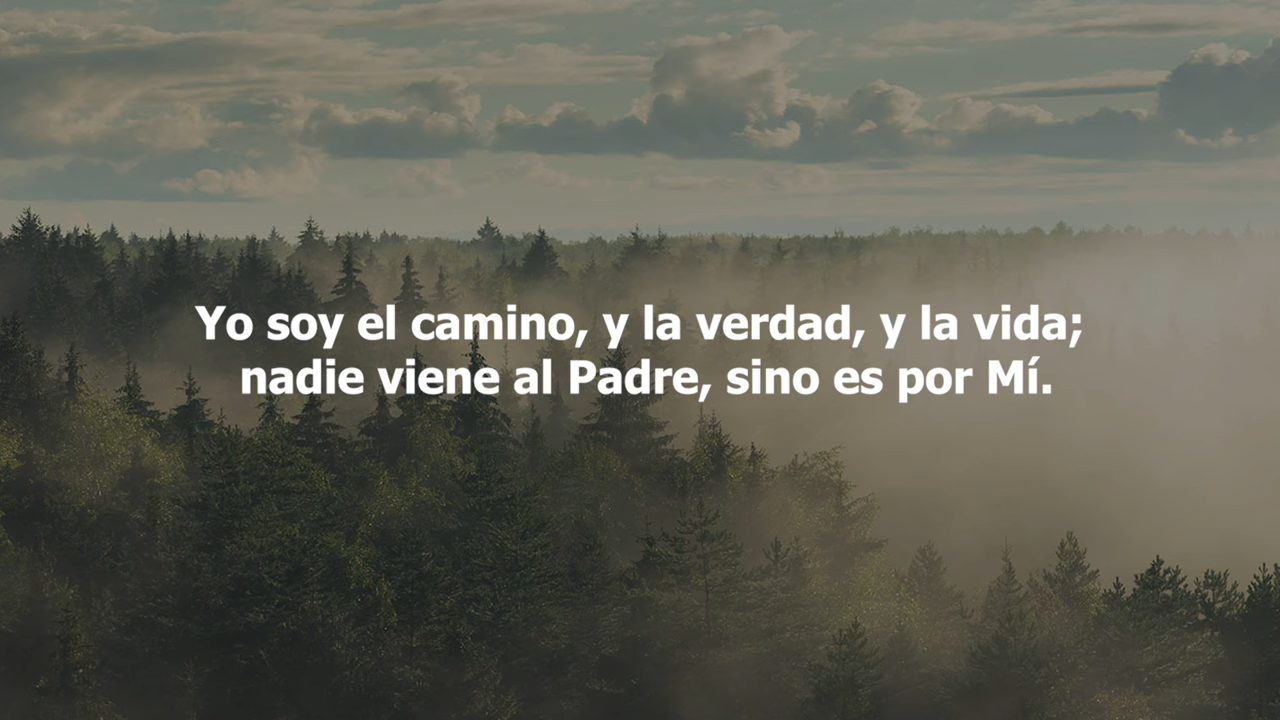 Yo soy el camino, y la verdad, y la vida;
nadie viene al Padre, sino es por Mí.